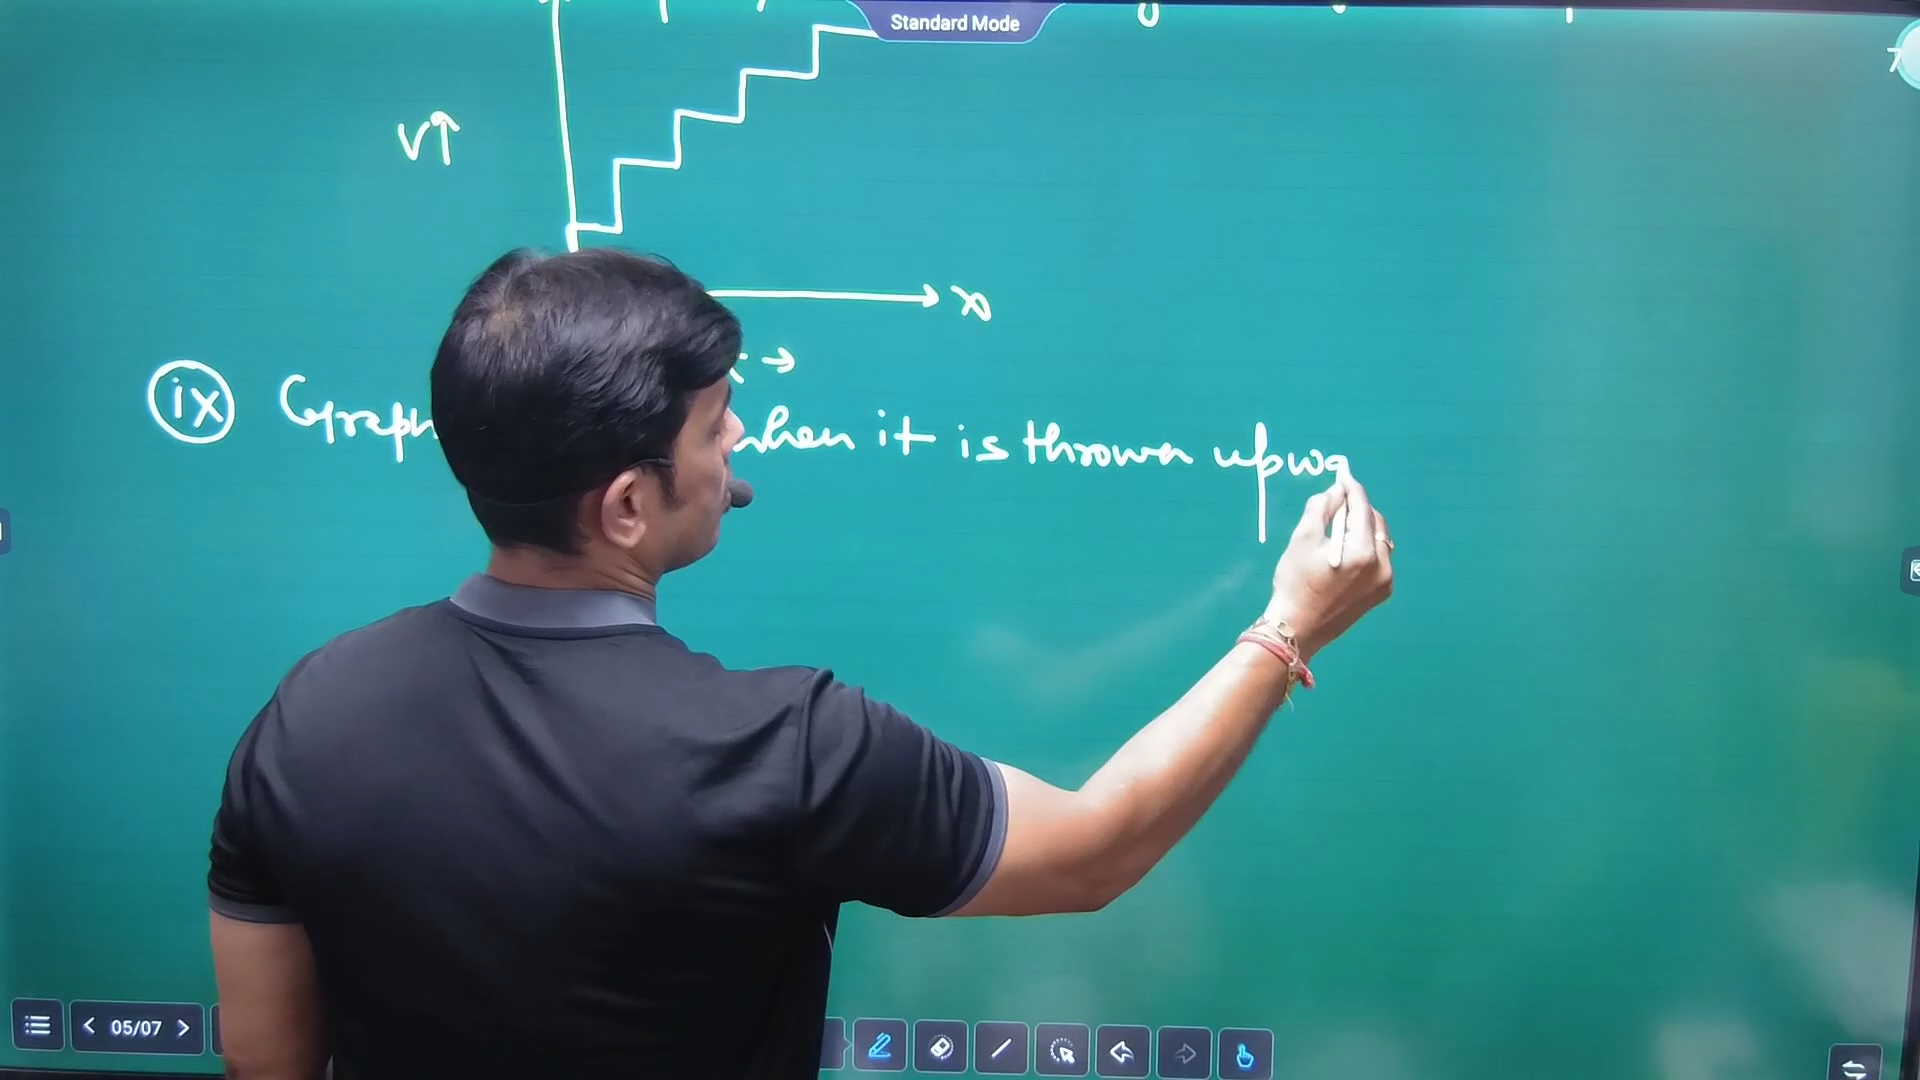 Standard Mode
V↑
x
→
ix Graph when it is thrown upwa
05/07